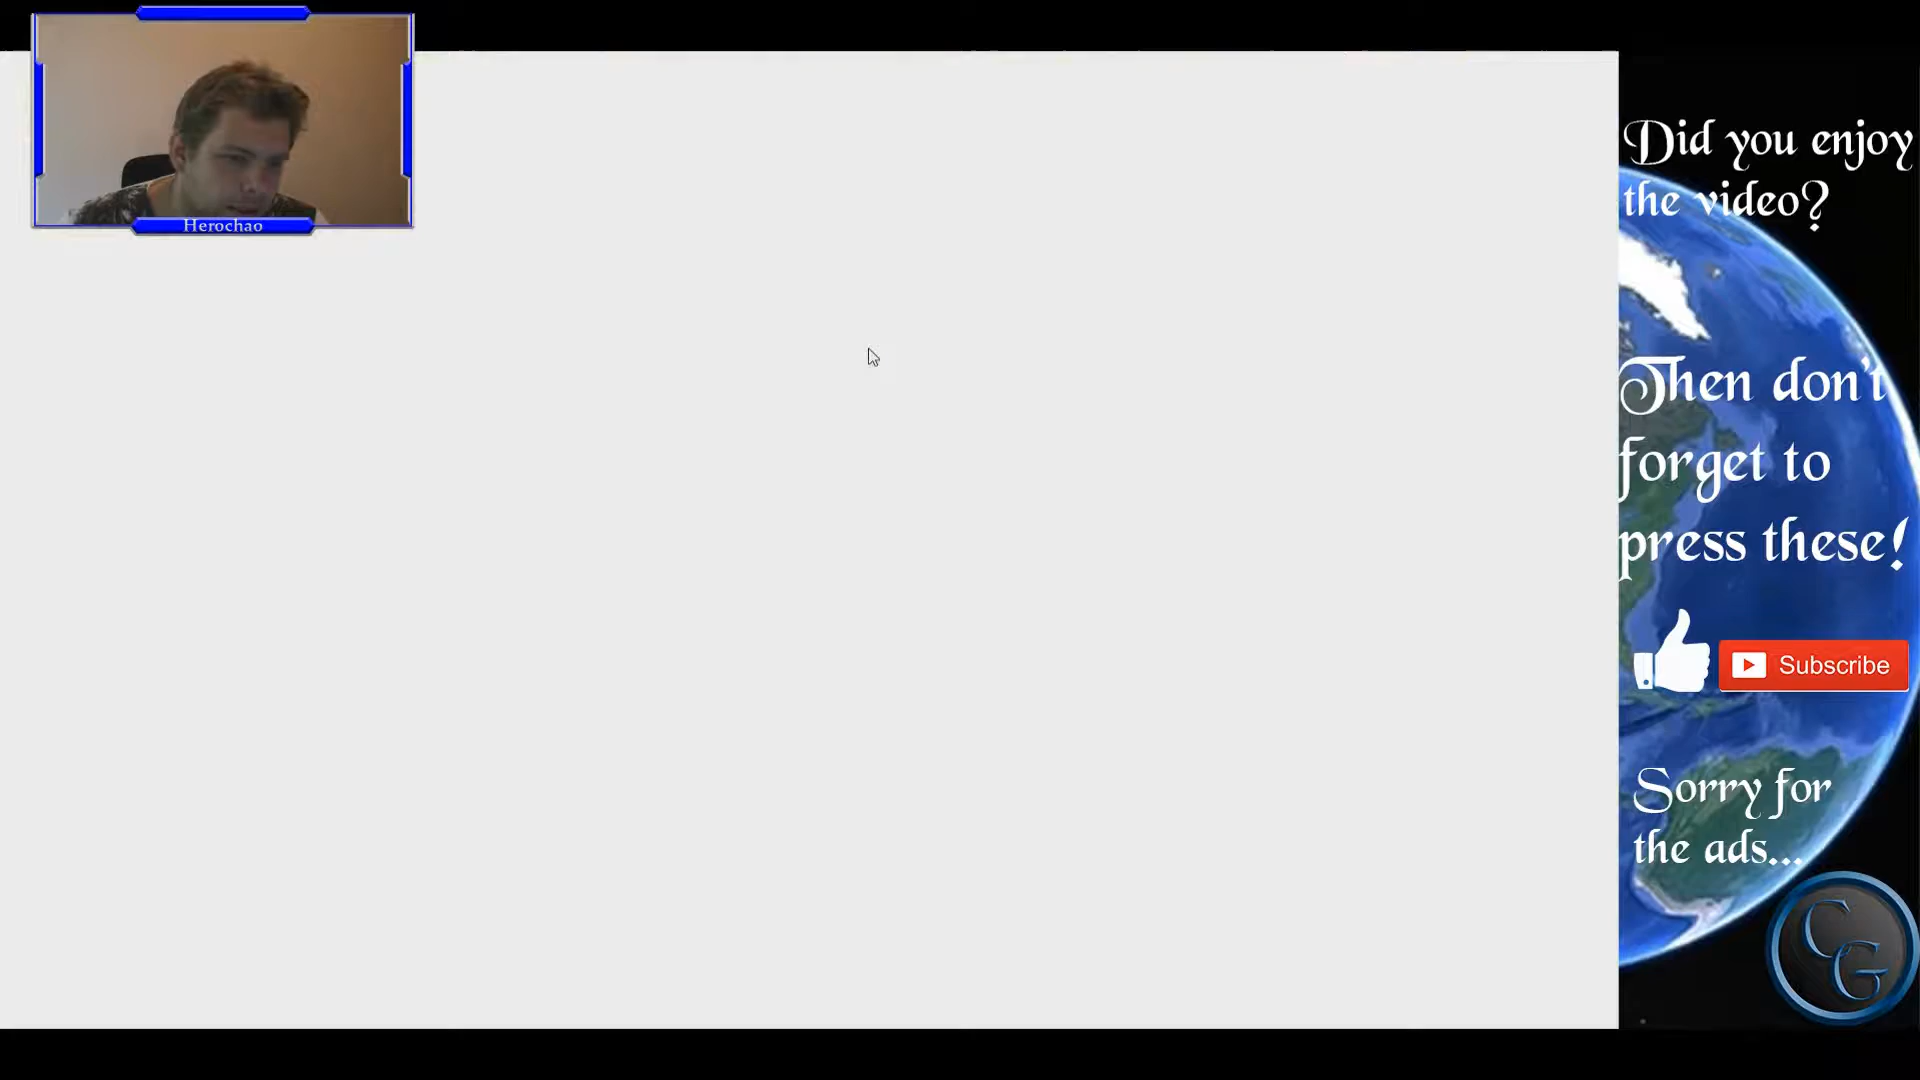 Herochao
Did you enjoy
the video?
Then don't
forget to
press these!
Subscribe
Sorry for
the ads...
CG